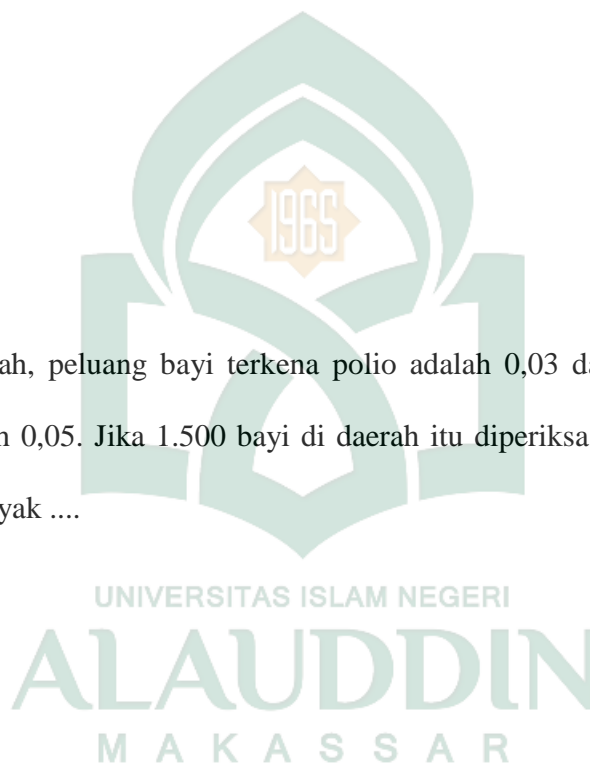 1965
ah, peluang bayi terkena polio adalah 0,03 da
0,05. Jika 1.500 bayi di daerah itu diperiksa
yak ....
UNIVERSITAS ISLAM NEGERI
ALAUDDIN
MAKASSAR